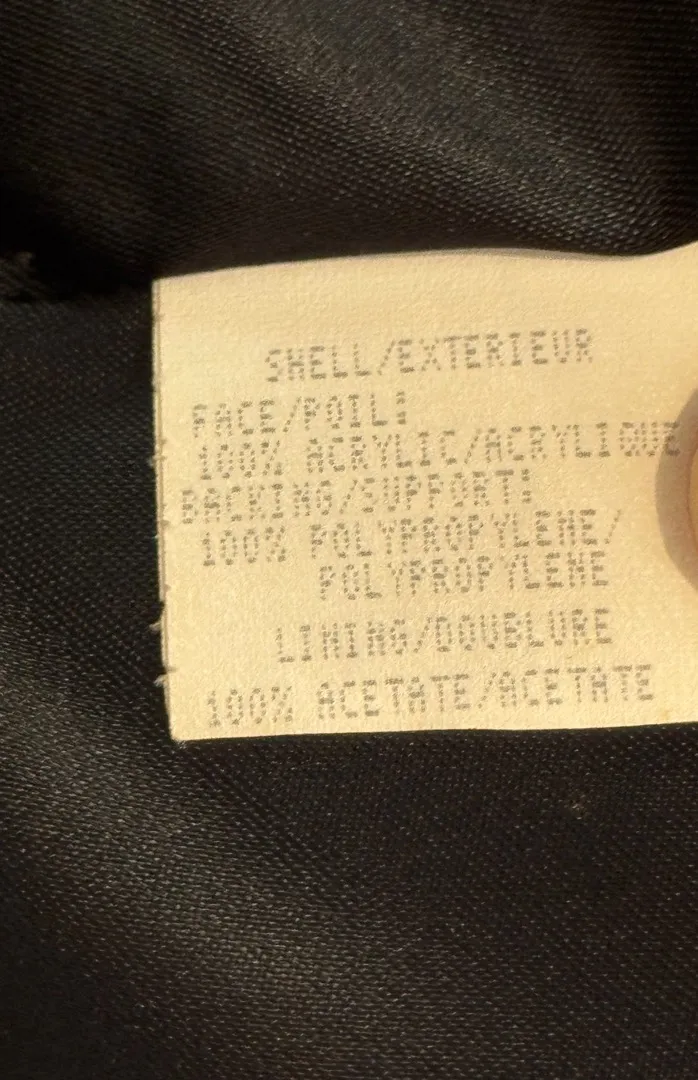 SHELL/EXTERIEUR
FACE/POIL:
100% ACRYLIC/ACRYLIQUE
BACKING/SUPPORT:
100% POLYPROPYLENE/
POLYPROPYLENE
LINING/DOUBLURE
100% ACETATE/ACETATE